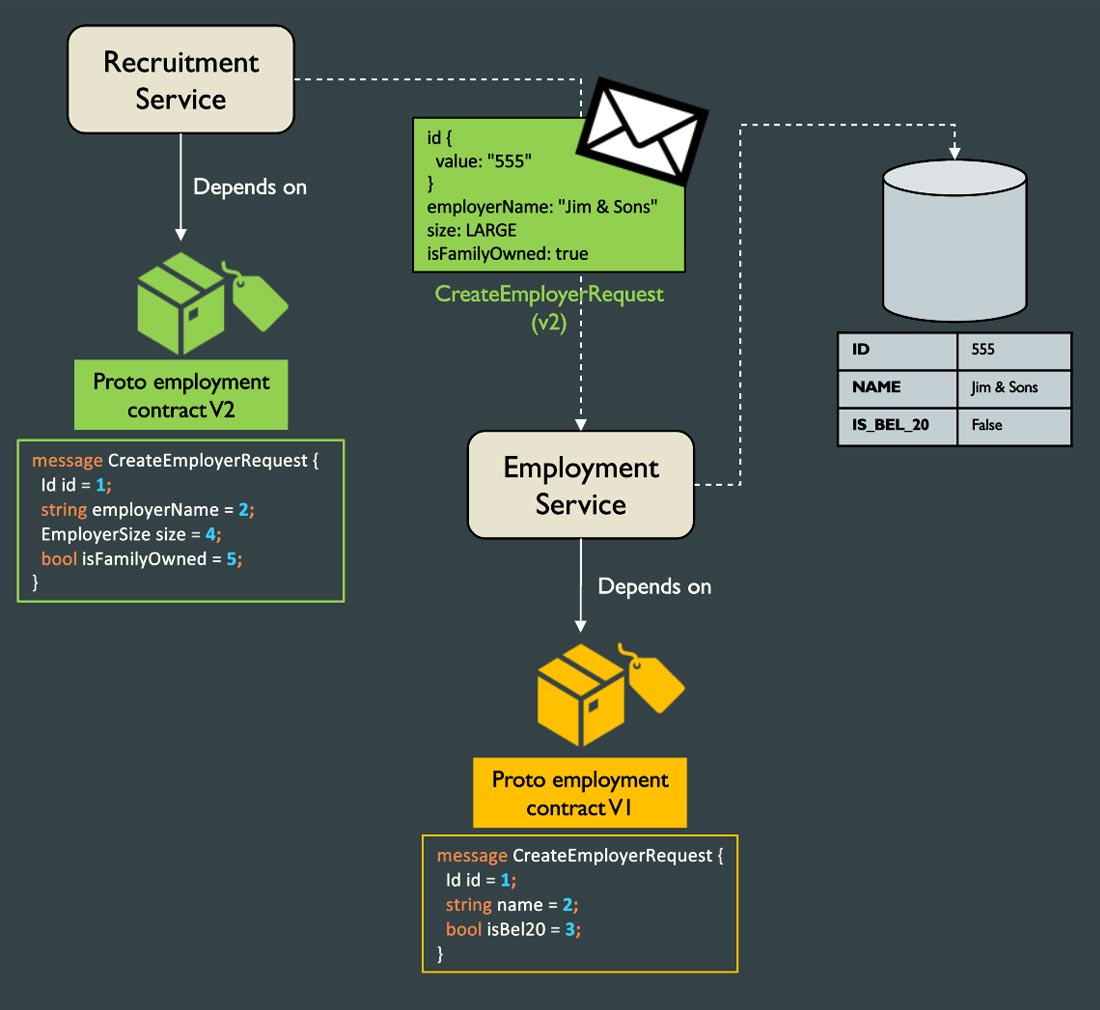 Recruitment
Service
Depends on
id {
value: "555"
}
employerName: "Jim & Sons"
size: LARGE
isFamilyOwned: true
CreateEmployerRequest
(v2)
Proto employment
contract V2
message CreateEmployerRequest {
Id id = 1;
string employerName = 2;
EmployerSize size = 4;
bool isFamilyOwned = 5;
}
ID 555
NAME Jim & Sons
IS_BEL_20 False
Employment
Service
Depends on
Proto employment
contract V1
message CreateEmployerRequest {
Id id = 1;
string name = 2;
bool isBel20 = 3;
}